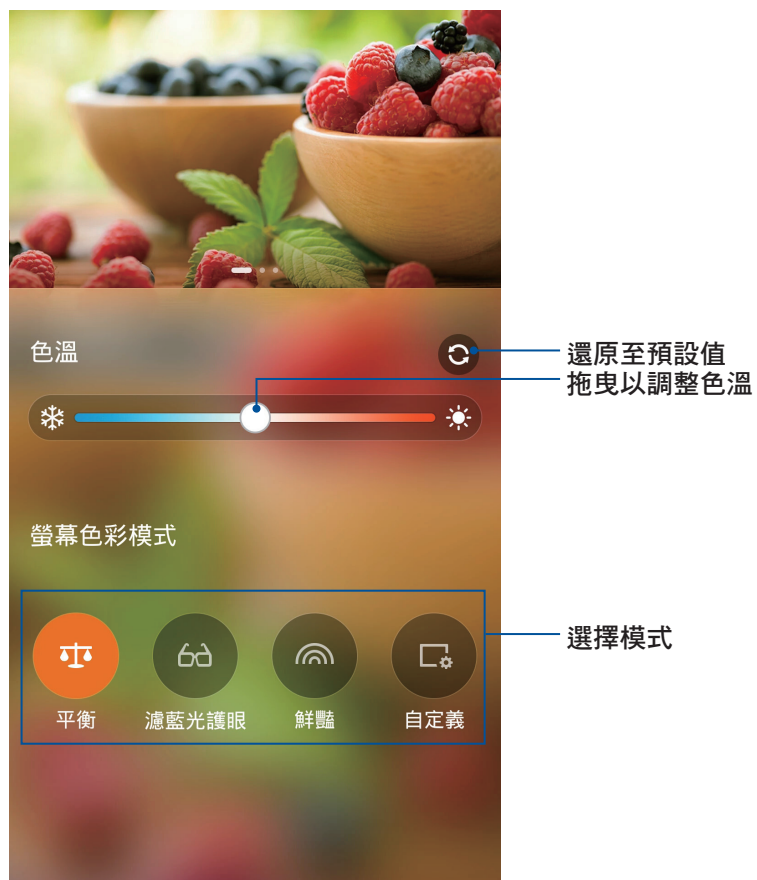 色溫
還原至預設值
拖曳以調整色溫
螢幕色彩模式
選擇模式
平衡
濾藍光護眼
鮮豔
自定義